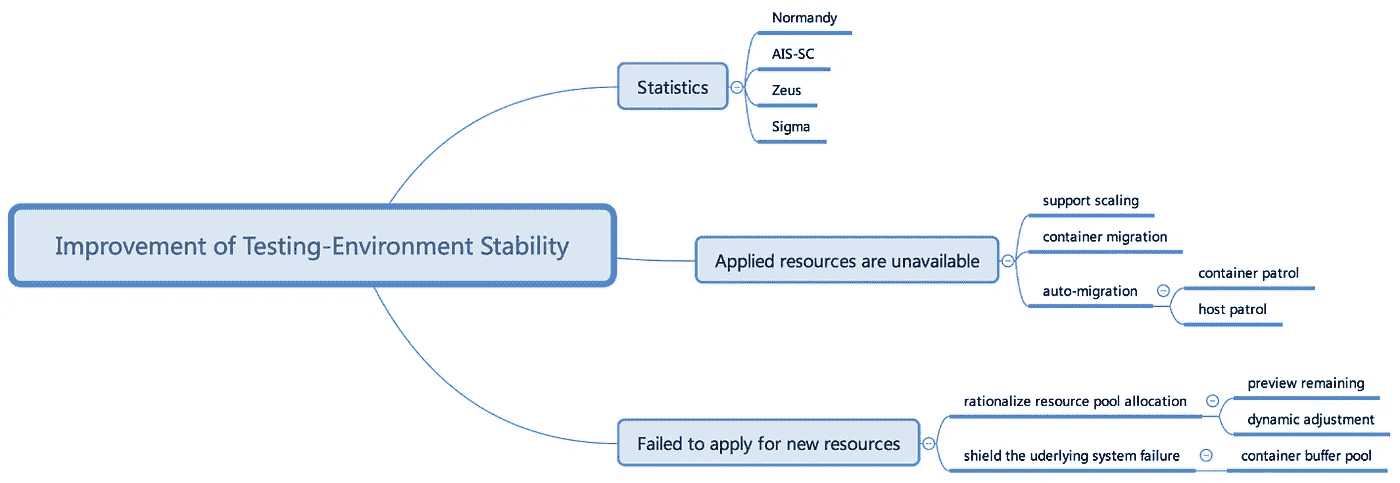 Normandy
AIS-SC
Statistics
Zeus
Sigma
Improvement of Testing-Environment Stability
support scaling
container migration
Applied resources are unavailable
auto-migration
container patrol
host patrol
preview remaining
rationalize resource pool allocation
dynamic adjustment
Failed to apply for new resources
shield the uderlying system failure
container buffer pool